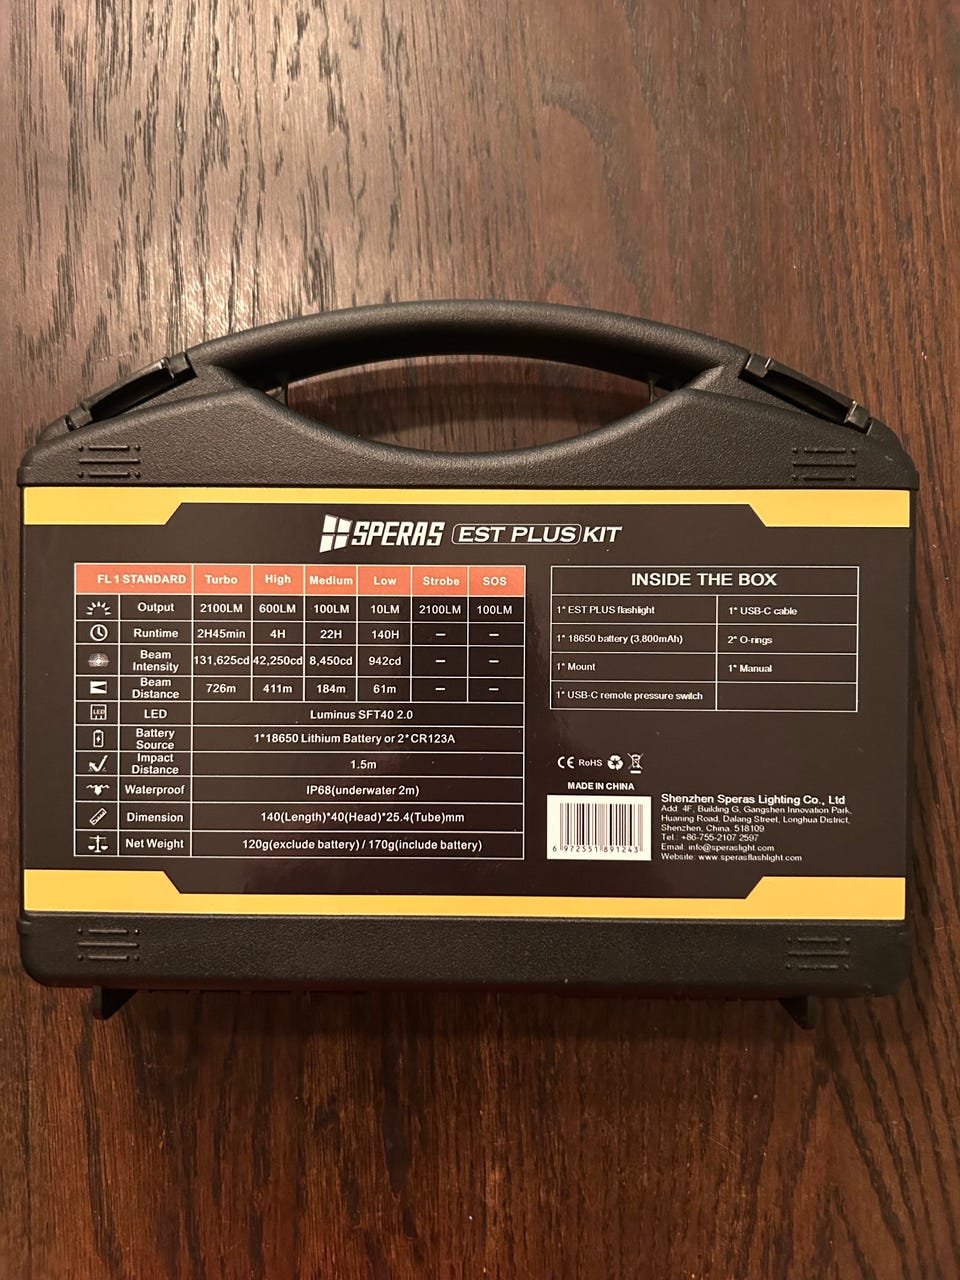 SPERAS EST PLUS KIT
FL 1 STANDARD Turbo High Medium Low Strobe SOS
Output 2100LM 600LM 100LM 10LM 2100LM 100LM
Runtime 2H45min 4H 22H 140H – –
Beam Intensity 131,625cd 42,250cd 8,450cd 942cd – –
Beam Distance 726m 411m 184m 61m – –
LED LED Luminus SFT40 2.0
Battery Source 1*18650 Lithium Battery or 2*CR123A
Impact Distance 1.5m
Waterproof IP68(underwater 2m)
Dimension 140(Length)*40(Head)*25.4(Tube)mm
Net Weight 120g(exclude battery) / 170g(include battery)
INSIDE THE BOX
1* EST PLUS flashlight 1* USB-C cable
1* 18650 battery (3,800mAh) 2* O-rings
1* Mount 1* Manual
1* USB-C remote pressure switch
CE RoHS
MADE IN CHINA
6 972551 891243
Shenzhen Speras Lighting Co., Ltd
Add: 4F, Building G, Gangshen Innovation Park,
Huaning Road, Dalang Street, Longhua District,
Shenzhen, China. 518109
Tel.: +86-755-2107 2597
Email: info@speraslight.com
Website: www.sperasflashlight.com